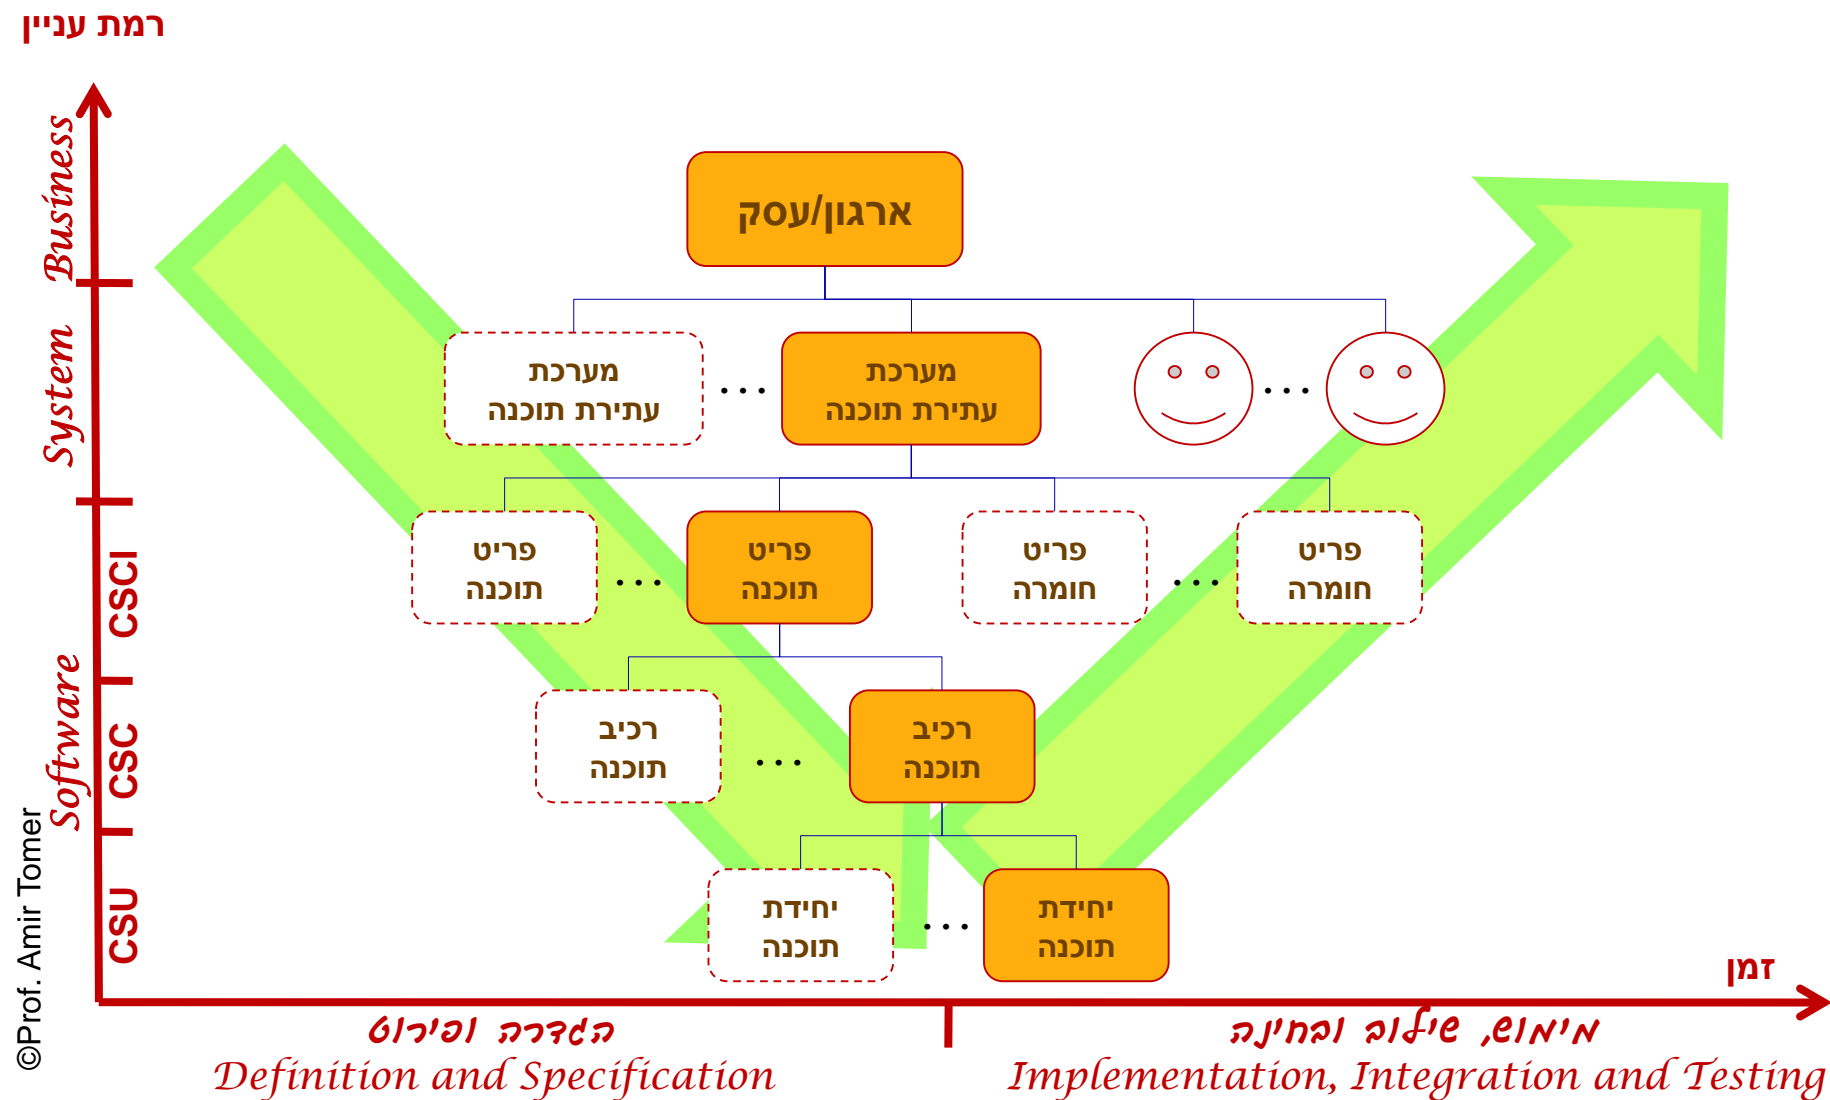 רמת עניין
Business
System
Software
CSCI
CSC
CSU
ארגון/עסק
מערכת
עתירת תוכנה
...
מערכת
עתירת תוכנה
...
פריט
תוכנה
...
פריט
תוכנה
פריט
חומרה
...
פריט
חומרה
רכיב
תוכנה
...
רכיב
תוכנה
יחידת
תוכנה
...
יחידת
תוכנה
זמן
הגדרה ופירוט
Definition and Specification
מימוש, שילוב ובחינה
Implementation, Integration and Testing
©Prof. Amir Tomer